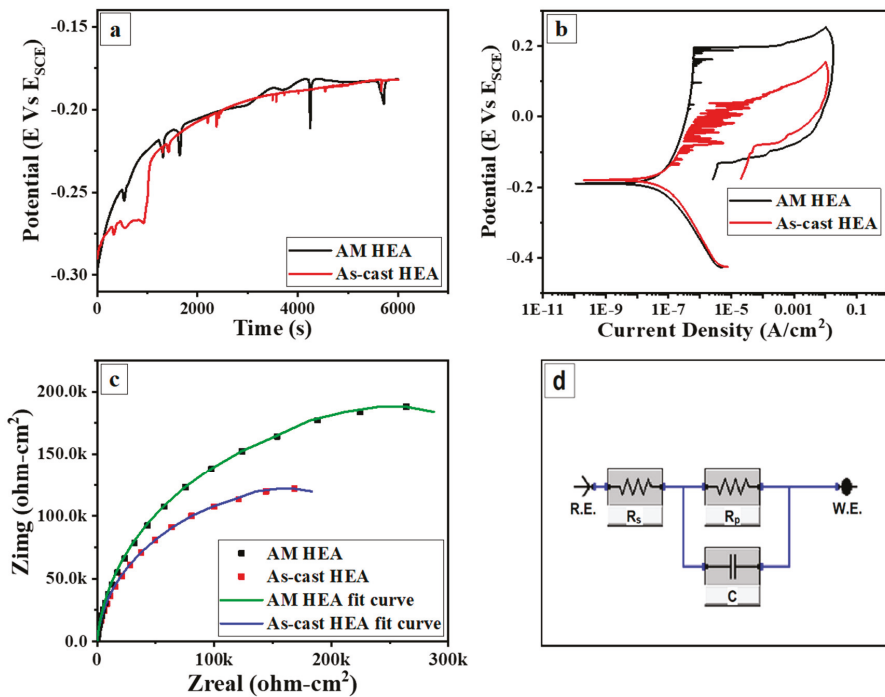 a
Potential (E Vs E_SCE)
-0.15
-0.20
-0.25
-0.30
AM HEA
As-cast HEA
0 2000 4000 6000
Time (s)
b
Potential (E Vs E_SCE)
0.2
0.0
-0.2
-0.4
AM HEA
As-cast HEA
1E-11 1E-9 1E-7 1E-5 0.001 0.1
Current Density (A/cm²)
c
Zimg (ohm-cm²)
200.0k
150.0k
100.0k
50.0k
0.0
AM HEA
As-cast HEA
AM HEA fit curve
As-cast HEA fit curve
0 100k 200k 300k
Zreal (ohm-cm²)
d
R.E.
R_s
R_p
W.E.
C